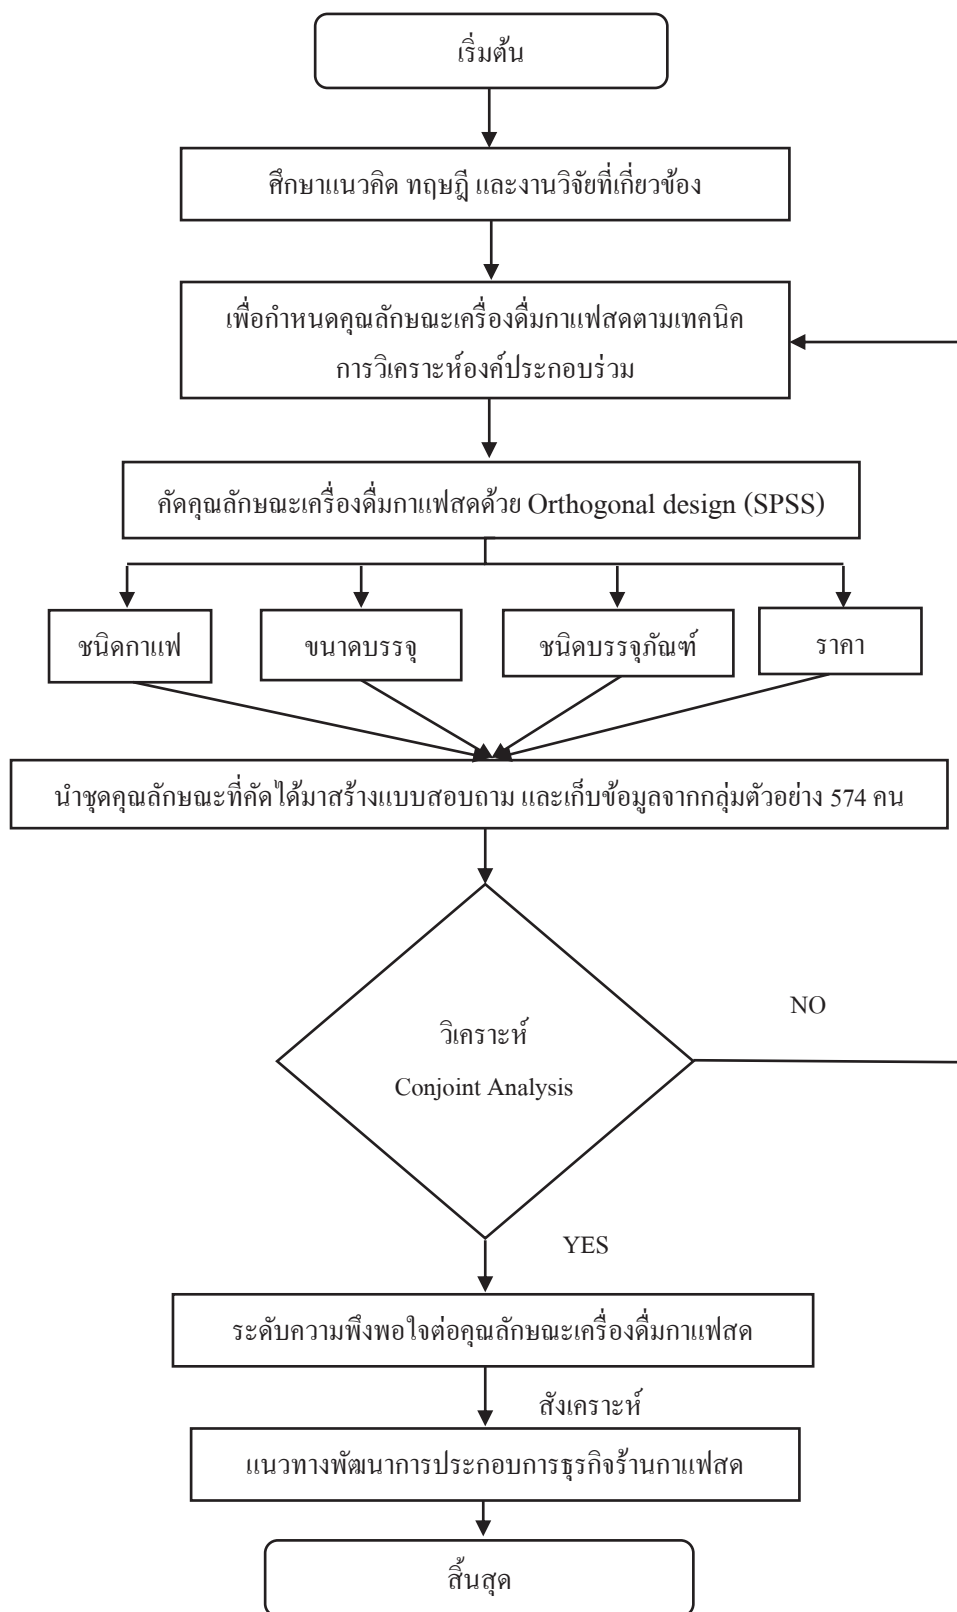 เริ่มต้น
ศึกษาแนวคิด ทฤษฎี และงานวิจัยที่เกี่ยวข้อง
เพื่อกำหนดคุณลักษณะเครื่องดื่มกาแฟสดตามเทคนิค
การวิเคราะห์องค์ประกอบร่วม
คัดคุณลักษณะเครื่องดื่มกาแฟสดด้วย Orthogonal design (SPSS)
ชนิดกาแฟ
ขนาดบรรจุ
ชนิดบรรจุภัณฑ์
ราคา
นำชุดคุณลักษณะที่คัดได้มาสร้างแบบสอบถาม และเก็บข้อมูลจากกลุ่มตัวอย่าง 574 คน
วิเคราะห์
Conjoint Analysis
NO
YES
ระดับความพึงพอใจต่อคุณลักษณะเครื่องดื่มกาแฟสด
สังเคราะห์
แนวทางพัฒนาการประกอบการธุรกิจร้านกาแฟสด
สิ้นสุด